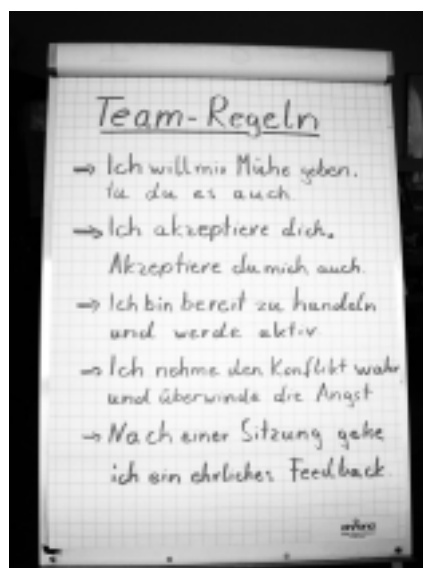 Team-Regeln
→ Ich will mir Mühe geben.
Tu du es auch
→ Ich akzeptiere dich.
Akzeptiere du mich auch.
→ Ich bin bereit zu handeln
und werde aktiv
→ Ich nehme den Konflikt wahr
und überwinde die Angst
→ Nach einer Sitzung gebe
ich ein ehrliches Feedback